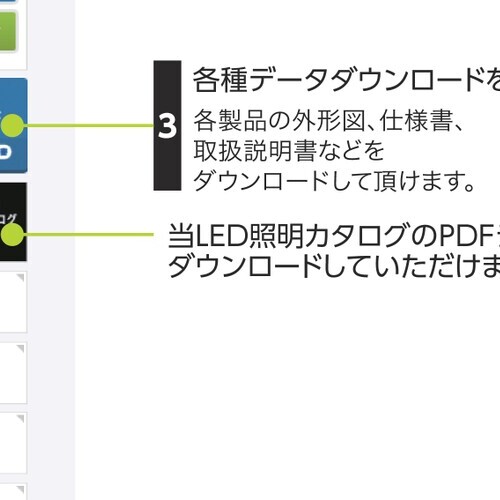 各種データダウンロードを
3
各製品の外形図、仕様書、
取扱説明書などを
ダウンロードして頂けます。
当LED照明カタログのPDF
ダウンロードしていただけま
D
ログ